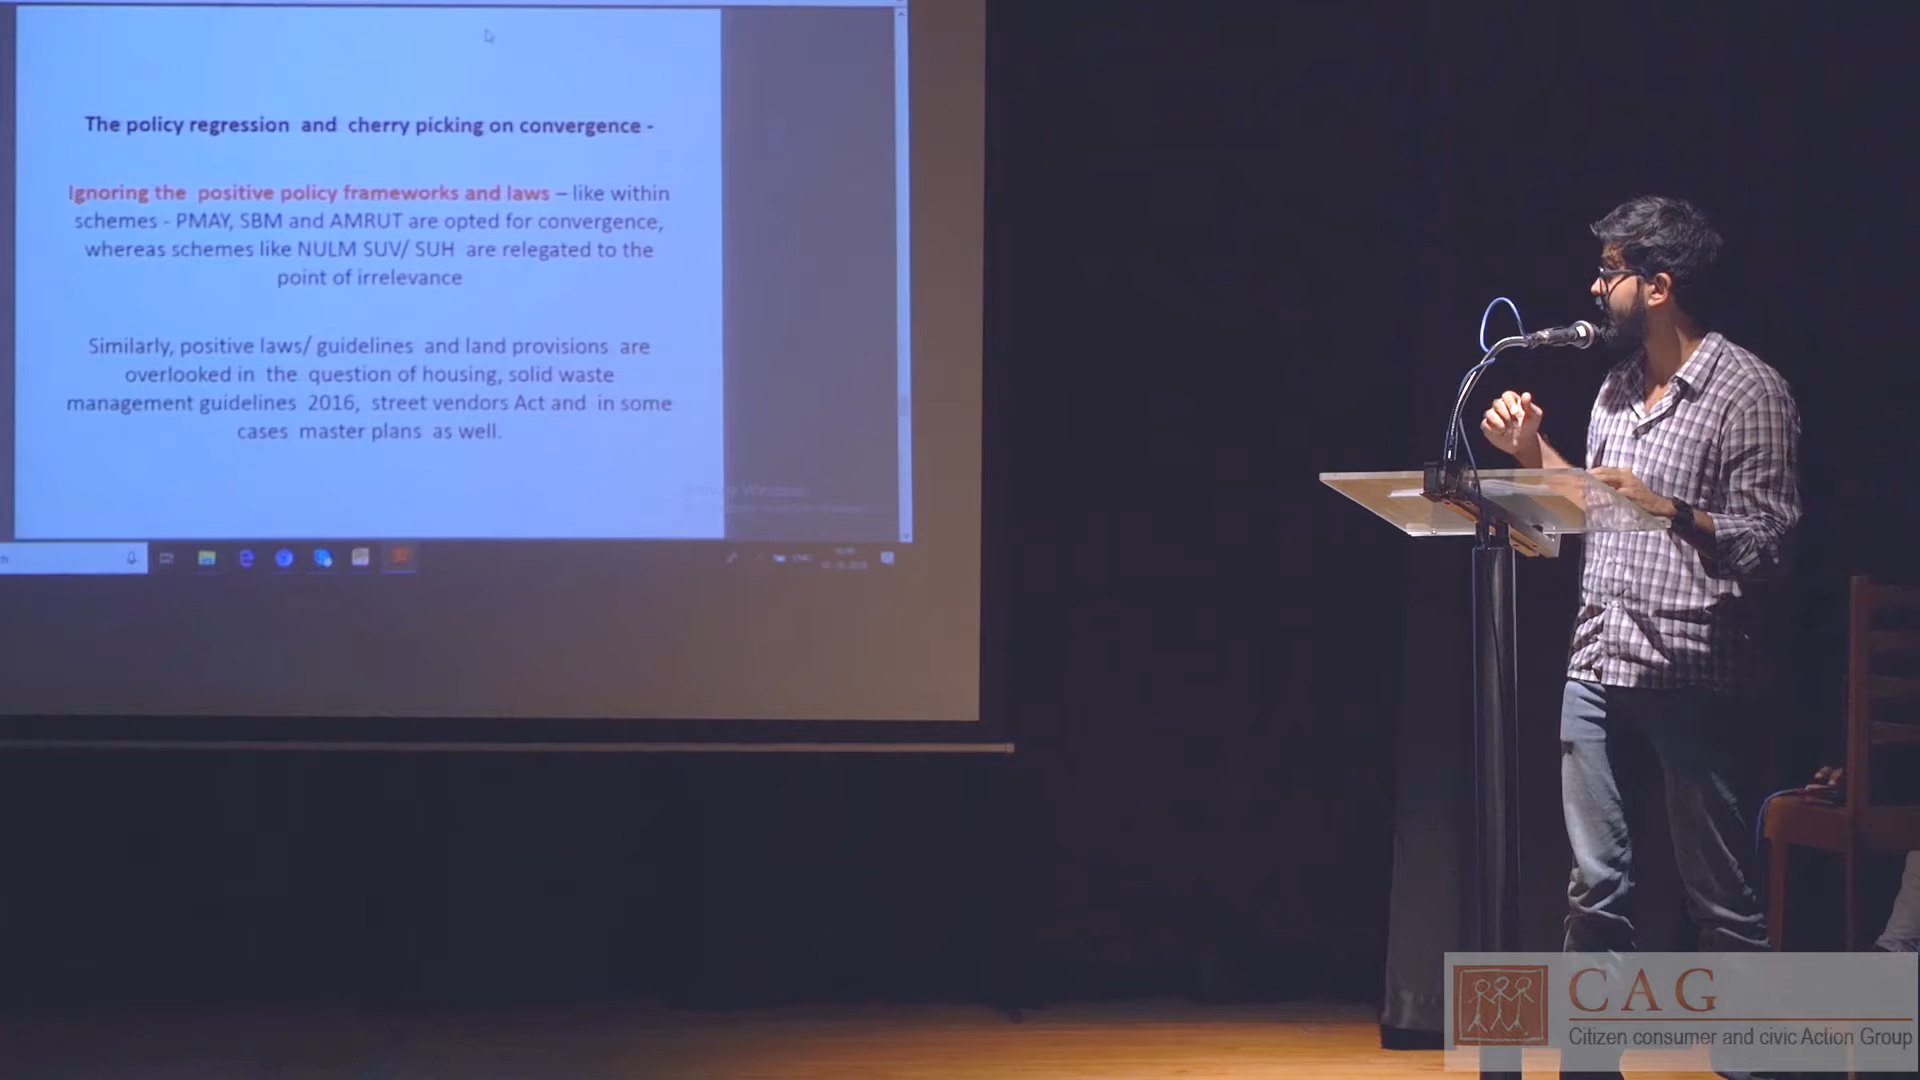 The policy regression and cherry picking on convergence -
Ignoring the positive policy frameworks and laws – like within
schemes - PMAY, SBM and AMRUT are opted for convergence,
whereas schemes like NULM SUV/ SUH are relegated to the
point of irrelevance
Similarly, positive laws/ guidelines and land provisions are
overlooked in the question of housing, solid waste
management guidelines 2016, street vendors Act and in some
cases master plans as well.
CAG
Citizen consumer and civic Action Group